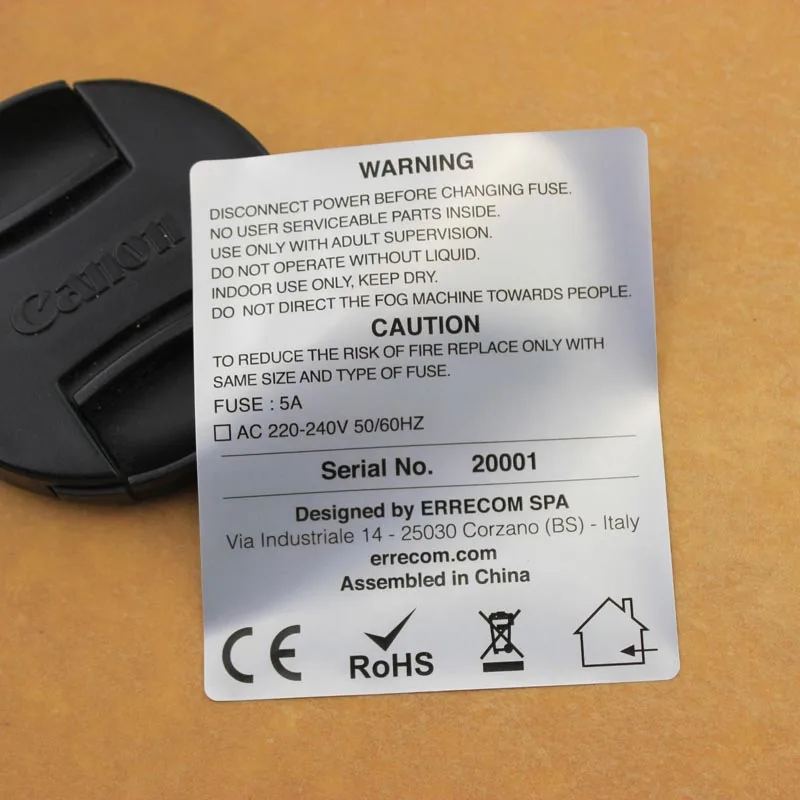 Canon
WARNING
DISCONNECT POWER BEFORE CHANGING FUSE.
NO USER SERVICEABLE PARTS INSIDE.
USE ONLY WITH ADULT SUPERVISION.
DO NOT OPERATE WITHOUT LIQUID.
INDOOR USE ONLY, KEEP DRY.
DO NOT DIRECT THE FOG MACHINE TOWARDS PEOPLE.
CAUTION
TO REDUCE THE RISK OF FIRE REPLACE ONLY WITH
SAME SIZE AND TYPE OF FUSE.
FUSE : 5A
☐ AC 220-240V 50/60HZ
Serial No. 20001
Designed by ERRECOM SPA
Via Industriale 14 - 25030 Corzano (BS) - Italy
errecom.com
Assembled in China
CE RoHS